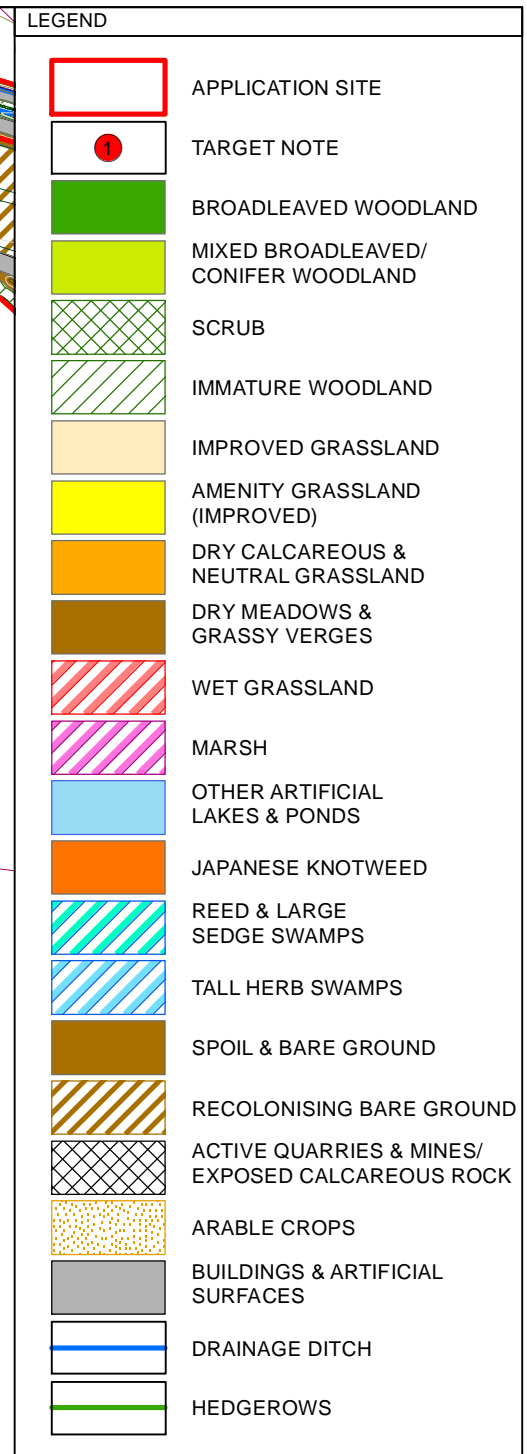 LEGEND
APPLICATION SITE
1
TARGET NOTE
BROADLEAVED WOODLAND
MIXED BROADLEAVED/
CONIFER WOODLAND
SCRUB
IMMATURE WOODLAND
IMPROVED GRASSLAND
AMENITY GRASSLAND
(IMPROVED)
DRY CALCAREOUS &
NEUTRAL GRASSLAND
DRY MEADOWS &
GRASSY VERGES
WET GRASSLAND
MARSH
OTHER ARTIFICIAL
LAKES & PONDS
JAPANESE KNOTWEED
REED & LARGE
SEDGE SWAMPS
TALL HERB SWAMPS
SPOIL & BARE GROUND
RECOLONISING BARE GROUND
ACTIVE QUARRIES & MINES/
EXPOSED CALCAREOUS ROCK
ARABLE CROPS
BUILDINGS & ARTIFICIAL
SURFACES
DRAINAGE DITCH
HEDGEROWS